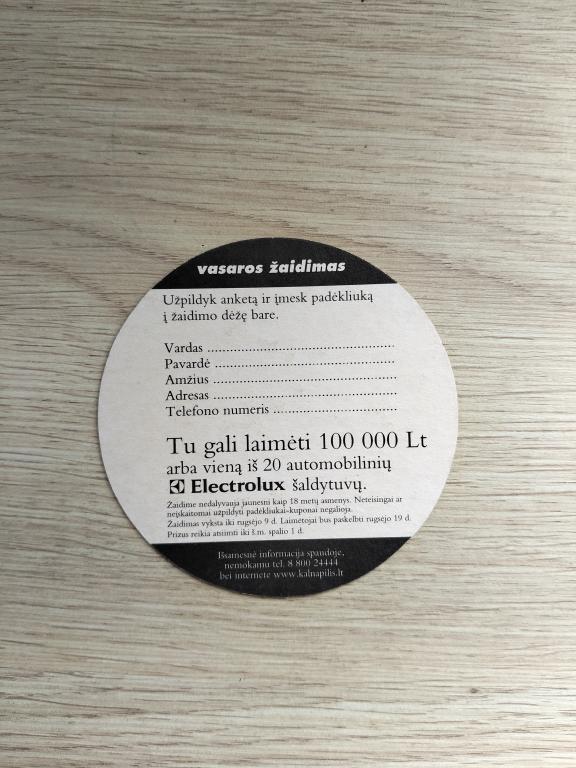 vasaros žaidimas
Užpildyk anketą ir įmesk padėkliuką
į žaidimo dėžę bare.
Vardas ................................................
Pavardė ................................................
Amžius ................................................
Adresas ................................................
Telefono numeris ................................
Tu gali laimėti 100 000 Lt
arba vieną iš 20 automobilinių
Electrolux šaldytuvų.
Žaidime nedalyvauja jaunesni kaip 18 metų asmenys. Neteisingai ar
neįskaitomai užpildyti padėkliukai-kuponai negalioja.
Žaidimas vyksta iki rugsėjo 9 d. Laimėtojai bus paskelbti rugsėjo 19 d.
Prizus reikia atsiimti iki š.m. spalio 1 d.
Išsamesnė informacija spaudoje,
nemokamu tel. 8 800 24444
bei internete www.kalnapilis.lt